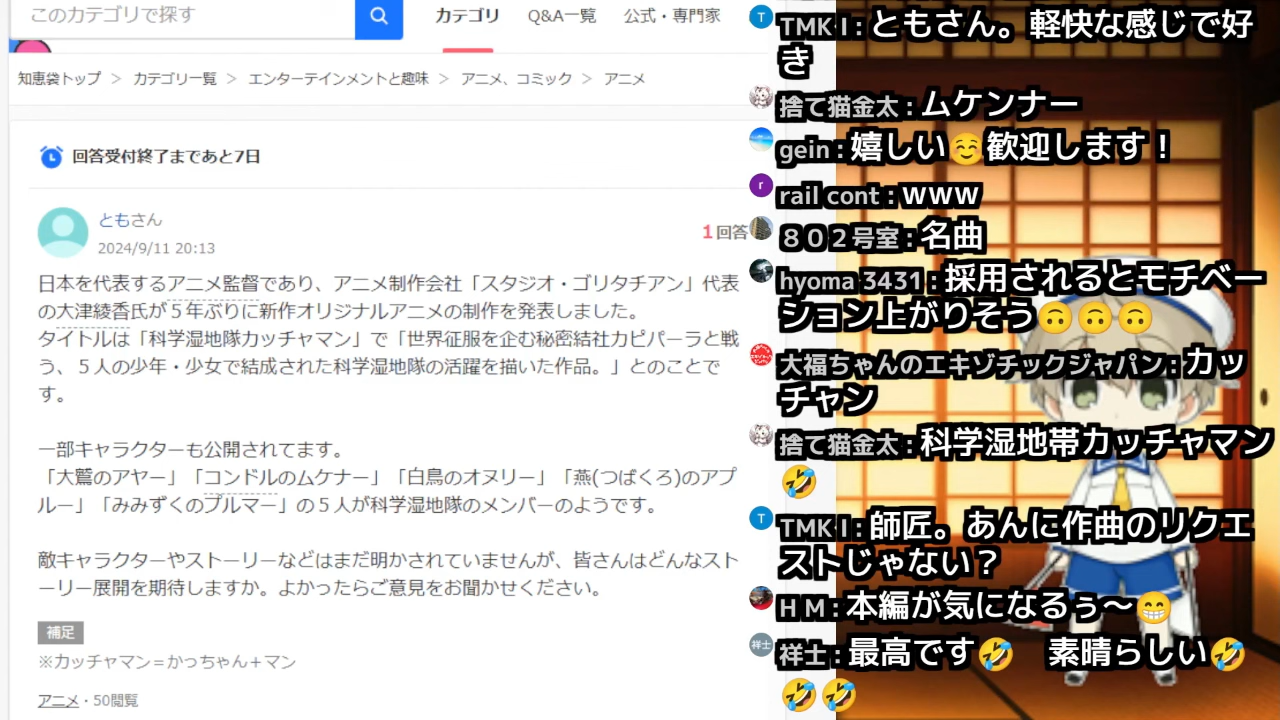 このカテゴリで探す
カテゴリ Q&A一覧 公式・専門家
知恵袋トップ > カテゴリ一覧 > エンターテインメントと趣味 > アニメ、コミック > アニメ
回答受付終了まであと7日
ともさん
2024/9/11 20:13
1回答
日本を代表するアニメ監督であり、アニメ制作会社「スタジオ・ゴリタチアン」代表
の大津綾香氏が５年ぶりに新作オリジナルアニメの制作を発表しました。
タイトルは「科学湿地隊カッチャマン」で「世界征服を企む秘密結社カピパーラと戦
う、５人の少年・少女で結成された科学湿地隊の活躍を描いた作品。」とのことで
す。
一部キャラクターも公開されてます。
「大鷲のアヤー」「コンドルのムケナー」「白鳥のオヌリー」「燕(つばくろ)のアプ
ルー」「みみずくのプルマー」の５人が科学湿地隊のメンバーのようです。
敵キャラクターやストーリーなどはまだ明かされていませんが、皆さんはどんなスト
ーリー展開を期待しますか。よかったらご意見をお聞かせください。
補足
※カッチャマン＝かっちゃん＋マン
アニメ・50閲覧
T TMK I : ともさん。軽快な感じで好
き
捨て猫金太 : ムケンナー
gein : 嬉しい☺️歓迎します！
r rail cont : www
８０２号室 : 名曲
hyoma 3431 : 採用されるとモチベー
ション上がりそう🙃🙃🙃
大福ちゃんのエキゾチックジャパン : カッ
チャン
捨て猫金太 : 科学湿地帯カッチャマン
🤣
T TMK I : 師匠。あんに作曲のリクエ
ストじゃない？
H M : 本編が気になるぅ〜😁
祥士 祥士 : 最高です🤣　素晴らしい🤣
🤣🤣